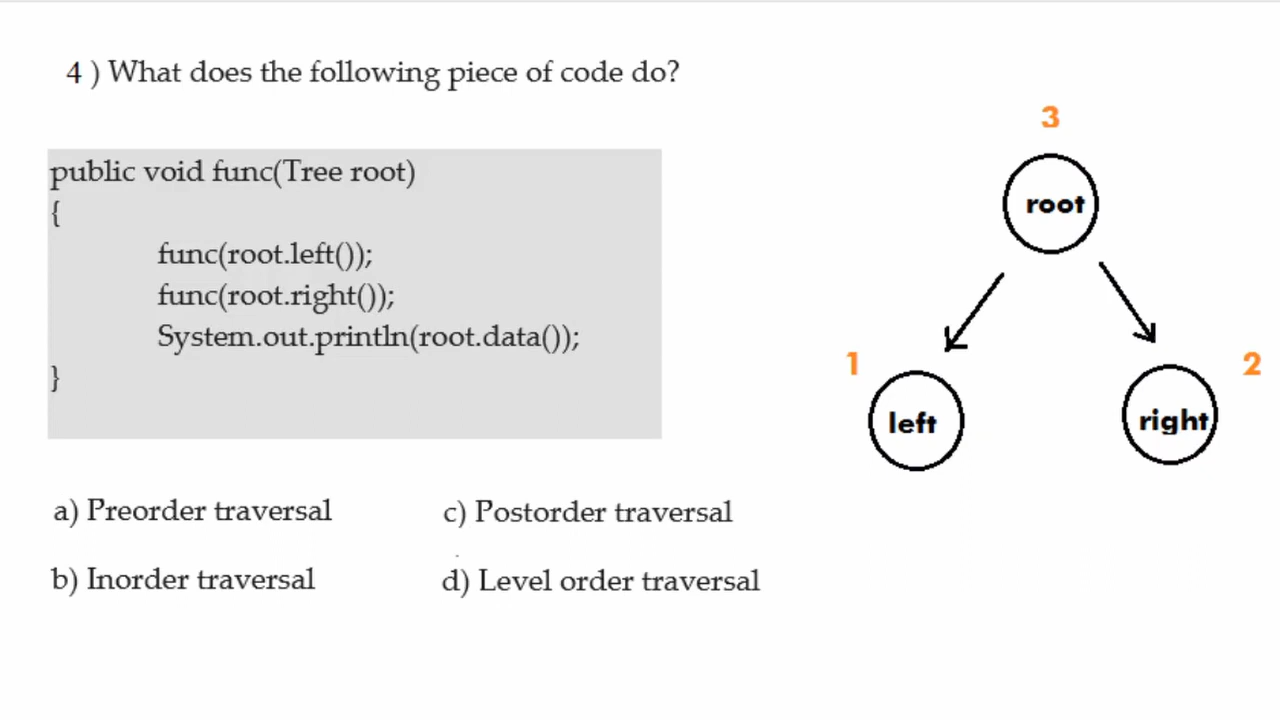 4 ) What does the following piece of code do?
public void func(Tree root)
{
func(root.left());
func(root.right());
System.out.println(root.data());
}
a) Preorder traversal
c) Postorder traversal
b) Inorder traversal
d) Level order traversal
3
root
1
left
2
right